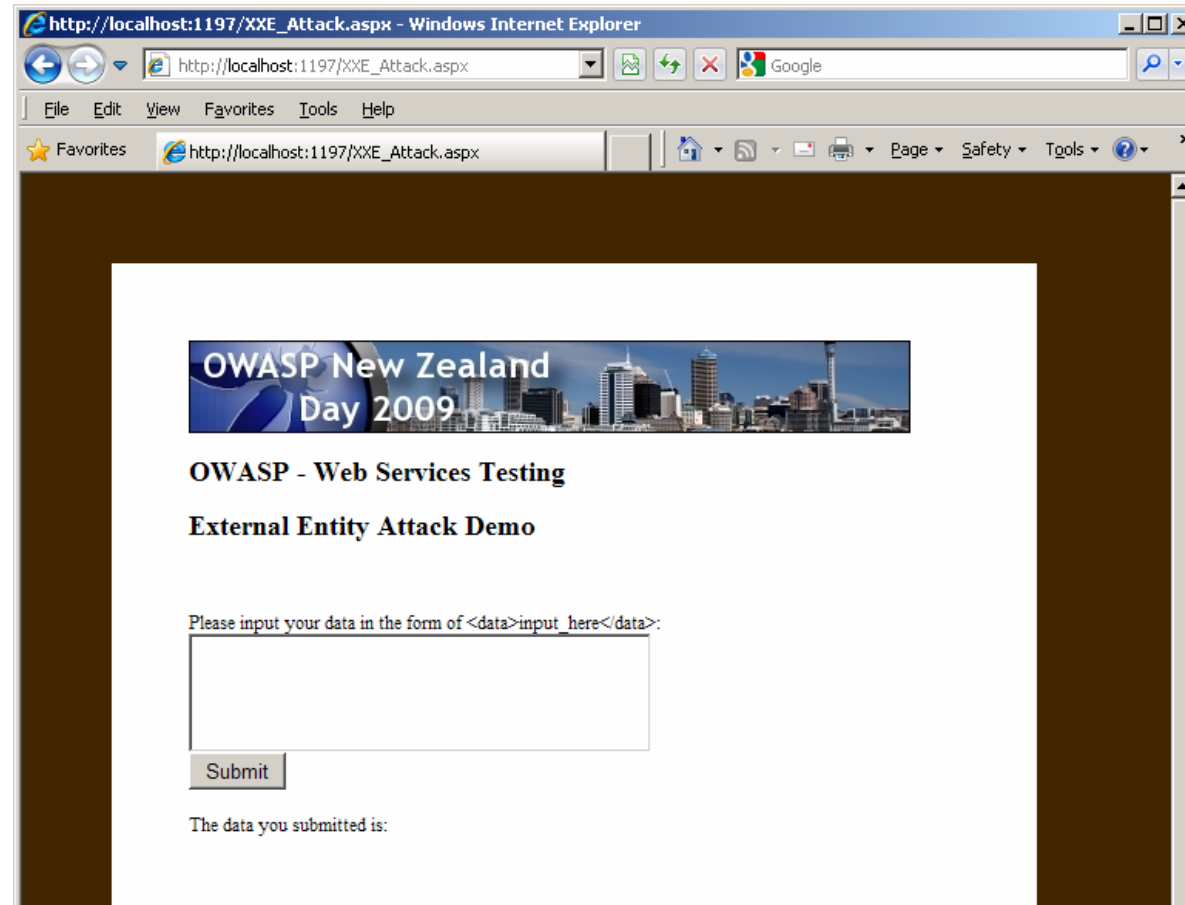 http://localhost:1197/XXE_Attack.aspx - Windows Internet Explorer
http://localhost:1197/XXE_Attack.aspx
Google
File Edit View Favorites Tools Help
Favorites
http://localhost:1197/XXE_Attack.aspx
Page Safety Tools
OWASP New Zealand
Day 2009
OWASP - Web Services Testing
External Entity Attack Demo
Please input your data in the form of <data>input_here</data>:
Submit
The data you submitted is: